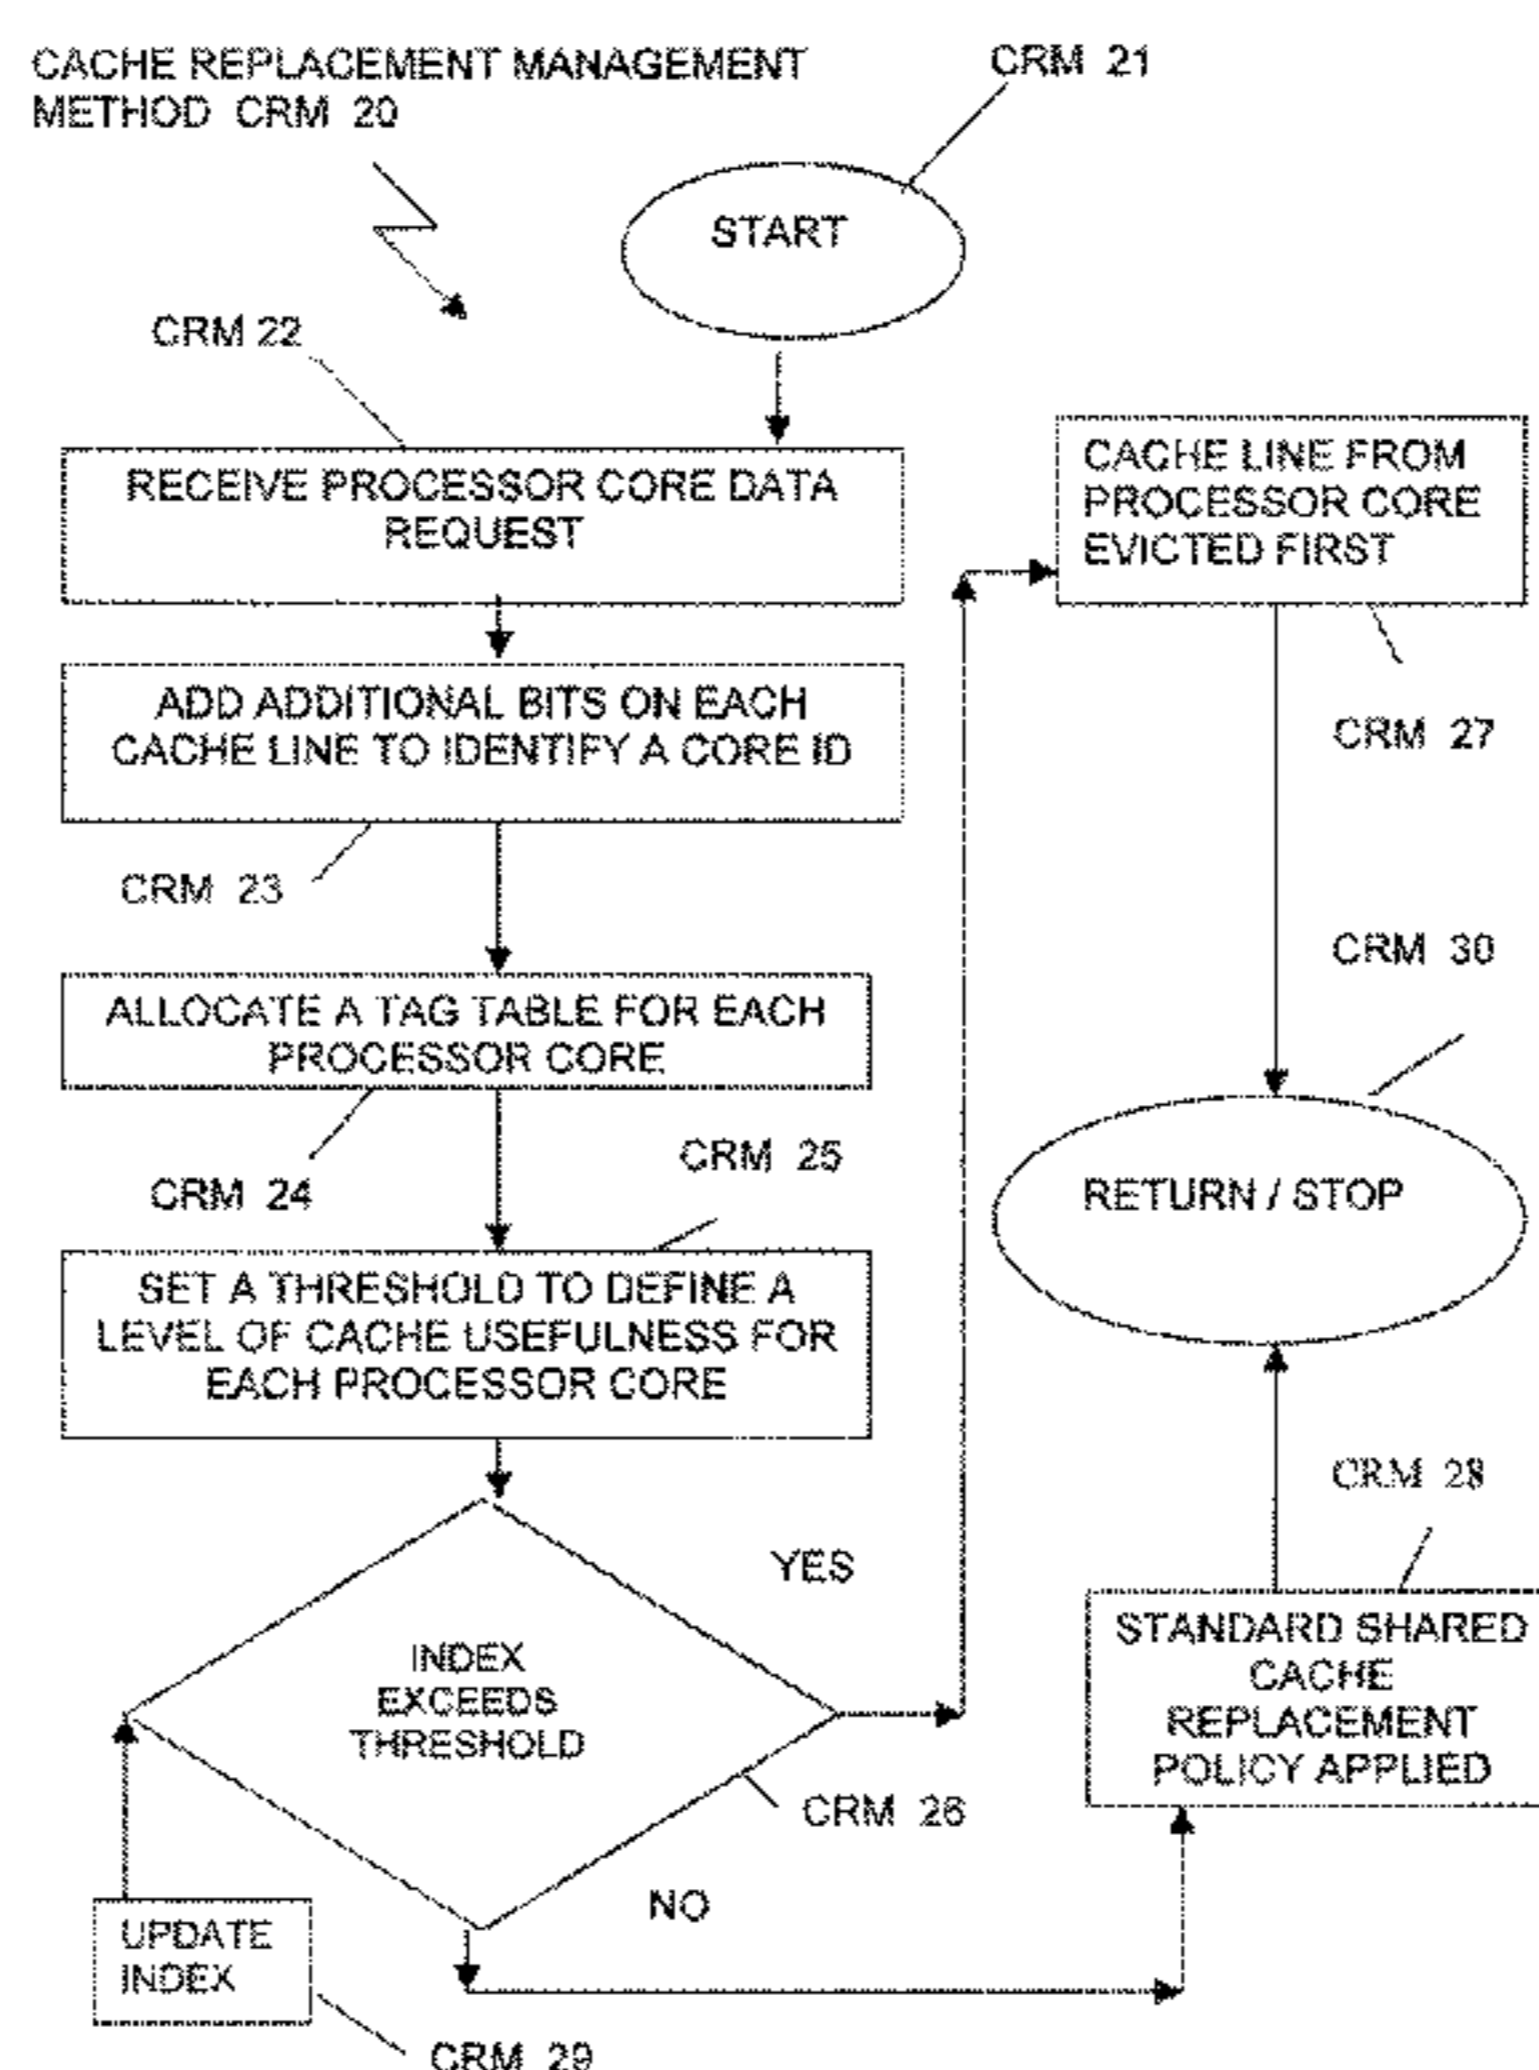 CACHE REPLACEMENT MANAGEMENT
METHOD CRM 20
CRM 21
START
CRM 22
RECEIVE PROCESSOR CORE DATA
REQUEST
ADD ADDITIONAL BITS ON EACH
CACHE LINE TO IDENTIFY A CORE ID
CRM 23
ALLOCATE A TAG TABLE FOR EACH
PROCESSOR CORE
CRM 24
CRM 25
SET A THRESHOLD TO DEFINE A
LEVEL OF CACHE USEFULNESS FOR
EACH PROCESSOR CORE
YES
INDEX
EXCEEDS
THRESHOLD
CRM 26
NO
UPDATE
INDEX
CRM 29
CACHE LINE FROM
PROCESSOR CORE
EVICTED FIRST
CRM 27
CRM 30
RETURN / STOP
CRM 28
STANDARD SHARED
CACHE
REPLACEMENT
POLICY APPLIED